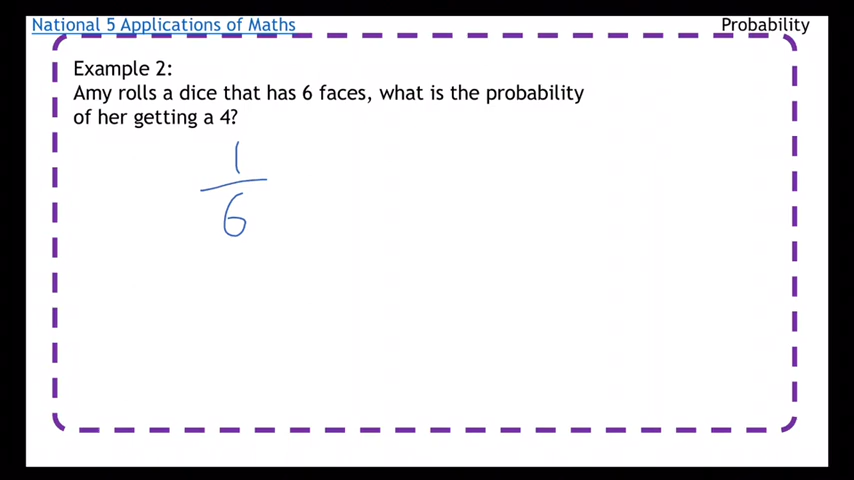 National 5 Applications of Maths
Probability
Example 2:
Amy rolls a dice that has 6 faces, what is the probability
of her getting a 4?
1
6